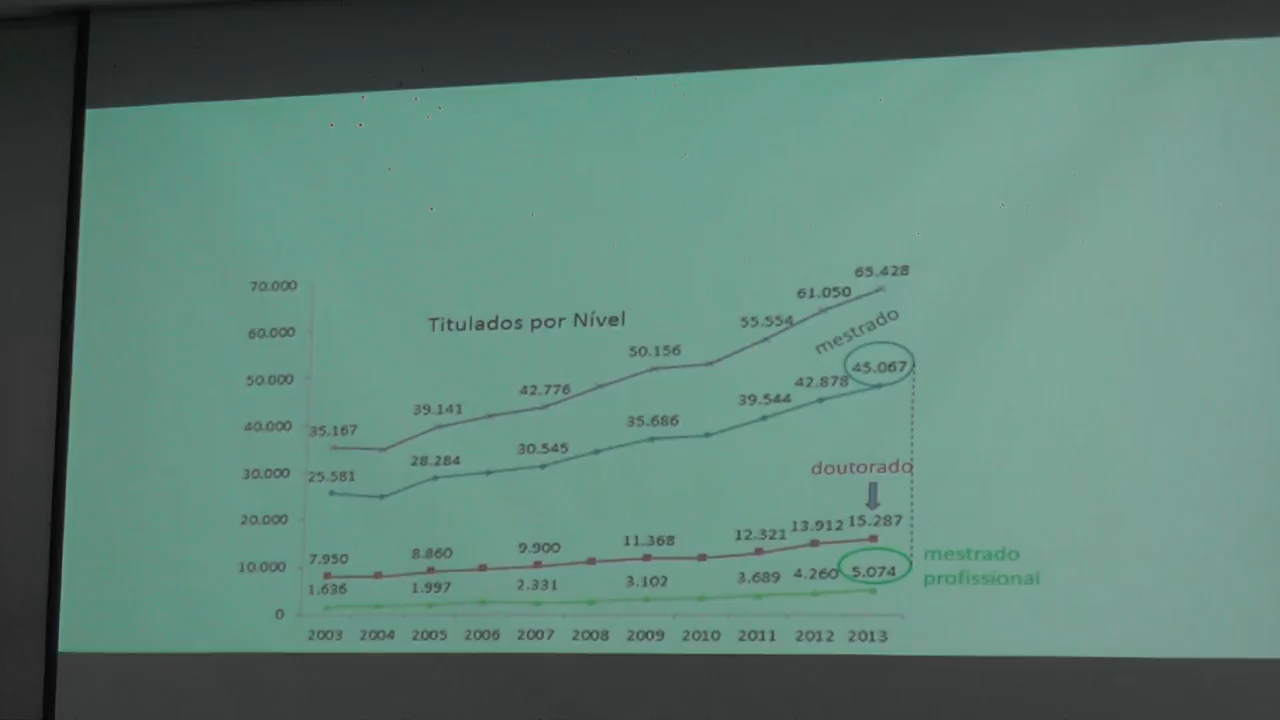 Titulados por Nível
70.000
60.000
50.000
40.000
30.000
20.000
10.000
0
35.167 39.141 42.776 50.156 55.554 61.050 65.428
mestrado
25.581 28.284 30.545 35.686 39.544 42.878 45.067
doutorado
7.950 8.860 9.900 11.368 12.321 13.912 15.287
1.636 1.997 2.331 3.102 3.689 4.260 5.074
mestrado
profissional
2003 2004 2005 2006 2007 2008 2009 2010 2011 2012 2013